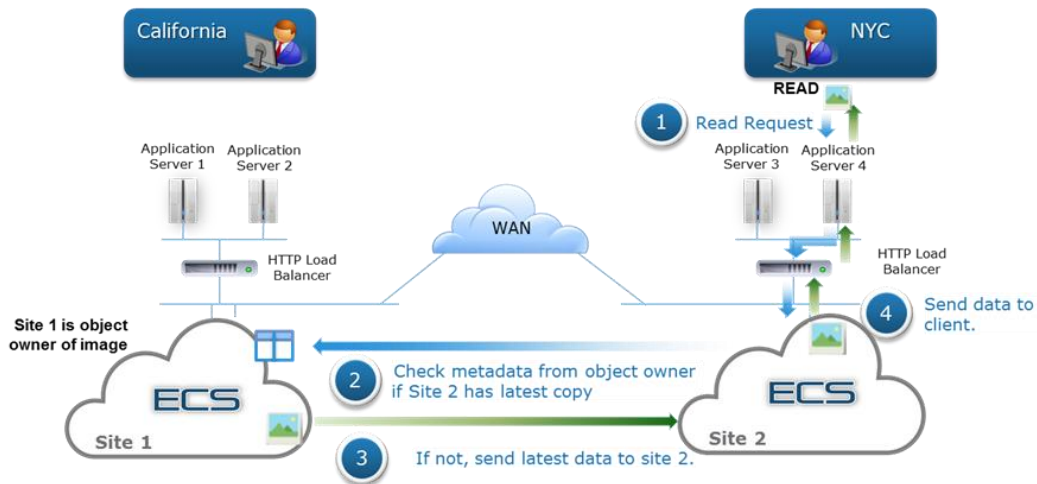 California
NYC
READ
1
Read Request
Application
Server 1
Application
Server 2
Application
Server 3
Application
Server 4
WAN
HTTP Load
Balancer
HTTP Load
Balancer
Site 1 is object
owner of image
4
Send data to
client.
2
Check metadata from object owner
if Site 2 has latest copy
ECS
Site 1
ECS
Site 2
3
If not, send latest data to site 2.